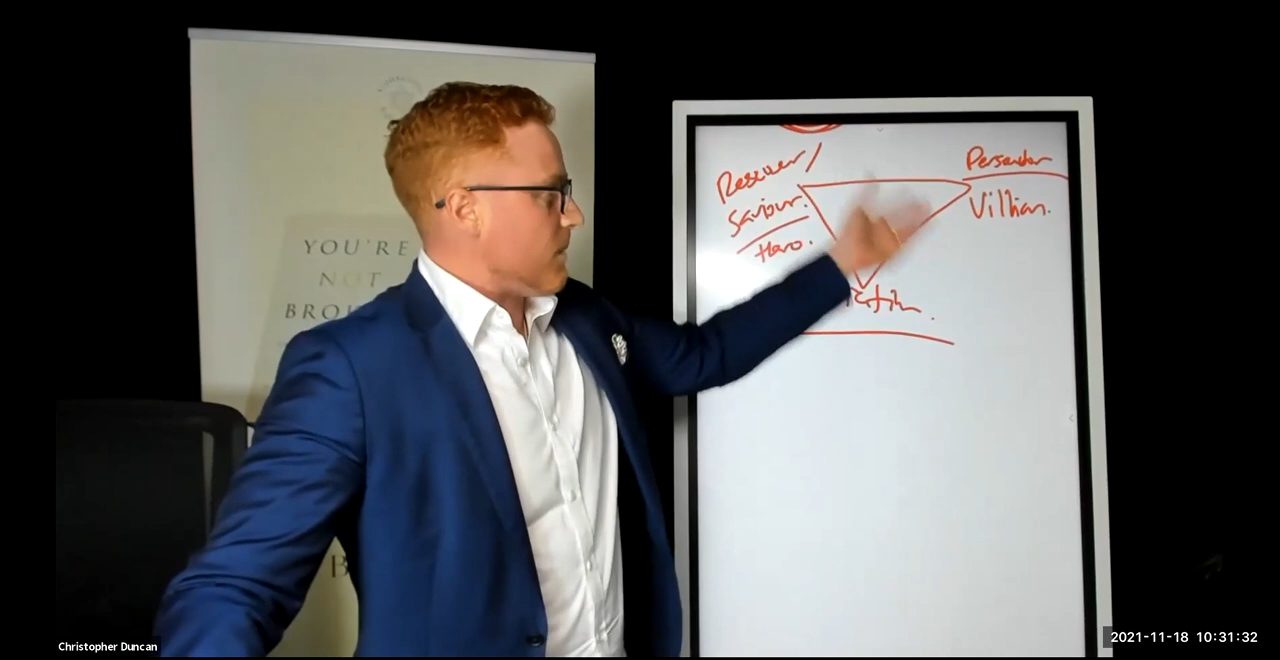 YOU'RE
NOT
Rescuer/
Saviour.
Hero.
Persecutor
Villian.
Christopher Duncan
2021-11-18 10:31:32